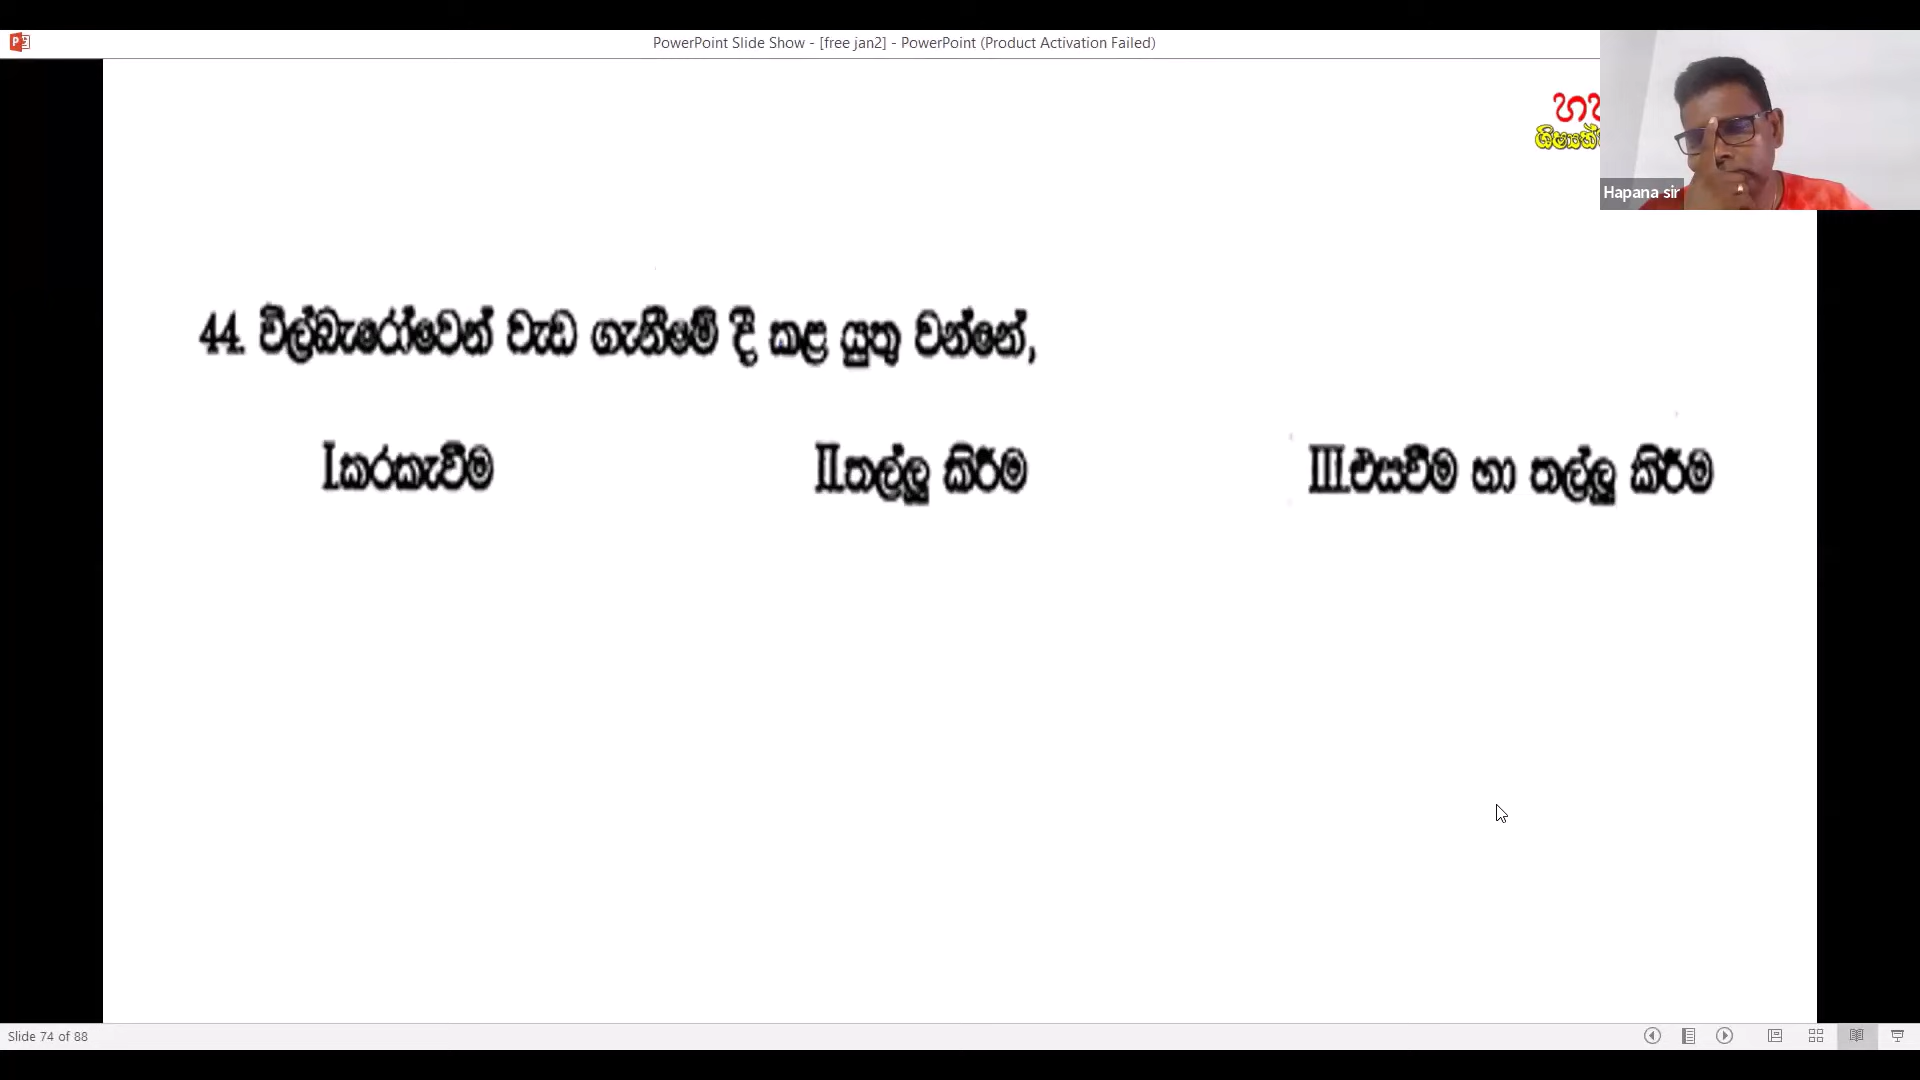 PowerPoint Slide Show - [free jan2] - PowerPoint (Product Activation Failed)
Hapana sir
44. විල්බැරෝවෙන් වැඩ ගැනීමේ දී කළ යුතු වන්නේ,
I.කරකැවීම II.තල්ලු කිරීම III.එසවීම හා තල්ලු කිරීම
Slide 74 of 88